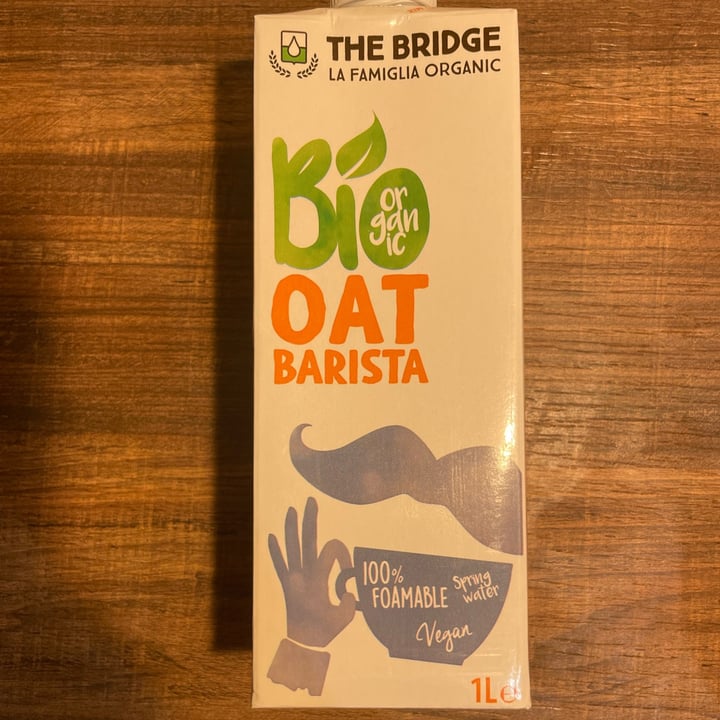 THE BRIDGE
LA FAMIGLIA ORGANIC
Bio
or
gan
ic
OAT
BARISTA
100%
FOAMABLE
Spring
water
Vegan
1L e